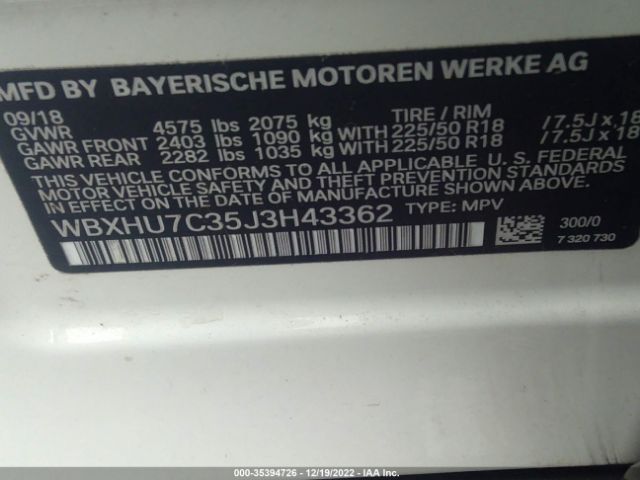 MFD BY BAYERISCHE MOTOREN WERKE AG
09/18 TIRE / RIM
GVWR 4575 lbs 2075 kg
GAWR FRONT 2403 lbs 1090 kg WITH 225/50 R18 /7.5J x 18
GAWR REAR 2282 lbs 1035 kg WITH 225/50 R18 /7.5J x 18
THIS VEHICLE CONFORMS TO ALL APPLICABLE U.S. FEDERAL
MOTOR VEHICLE SAFETY, BUMPER, AND THEFT PREVENTION
STANDARDS IN EFFECT ON THE DATE OF MANUFACTURE SHOWN ABOVE.
WBXHU7C35J3H43362 TYPE: MPV
300/0
7 320 730
000-35394726 - 12/19/2022 - IAA Inc.